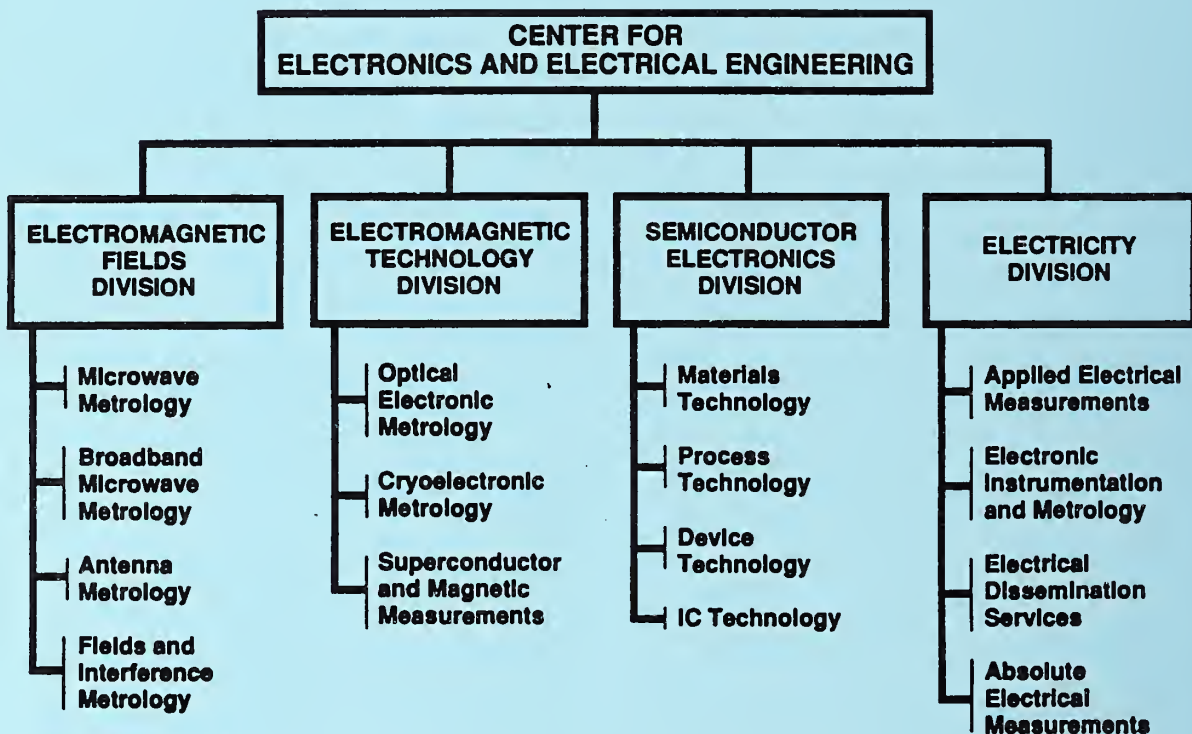 CENTER FOR
ELECTRONICS AND ELECTRICAL ENGINEERING
ELECTROMAGNETIC
FIELDS
DIVISION
Microwave
Metrology
Broadband
Microwave
Metrology
Antenna
Metrology
Fields and
Interference
Metrology
ELECTROMAGNETIC
TECHNOLOGY
DIVISION
Optical
Electronic
Metrology
Cryoelectronic
Metrology
Superconductor
and Magnetic
Measurements
SEMICONDUCTOR
ELECTRONICS
DIVISION
Materials
Technology
Process
Technology
Device
Technology
IC Technology
ELECTRICITY
DIVISION
Applied Electrical
Measurements
Electronic
Instrumentation
and Metrology
Electrical
Dissemination
Services
Absolute
Electrical
Measurements